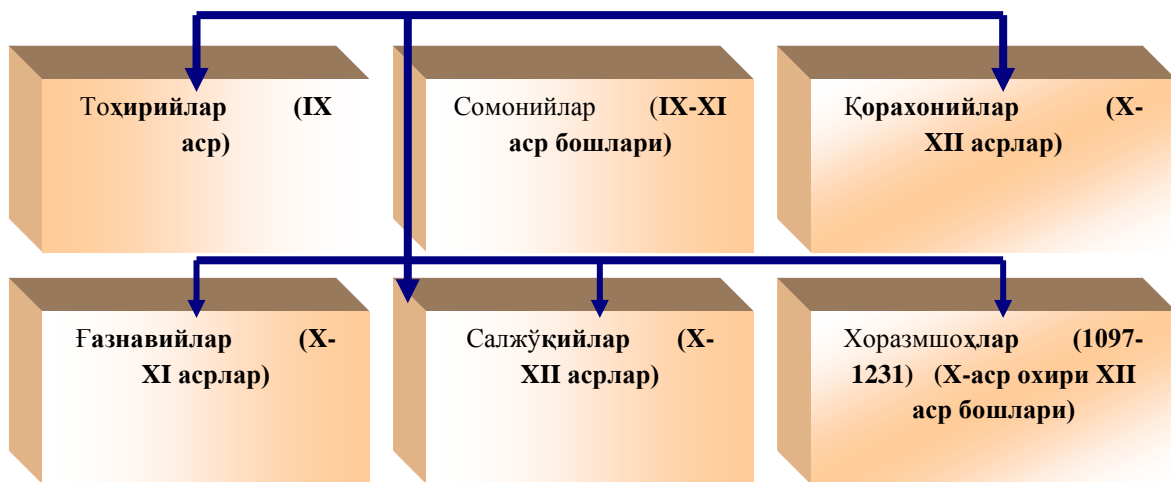 Тоҳирийлар (IX
аср)
Сомонийлар (IX-XI
аср бошлари)
Қорахонийлар (X-
XII асрлар)
Ғазнавийлар (X-
XI асрлар)
Салжўқийлар (X-
XII асрлар)
Хоразмшоҳлар (1097-
1231) (X-аср охири XII
аср бошлари)